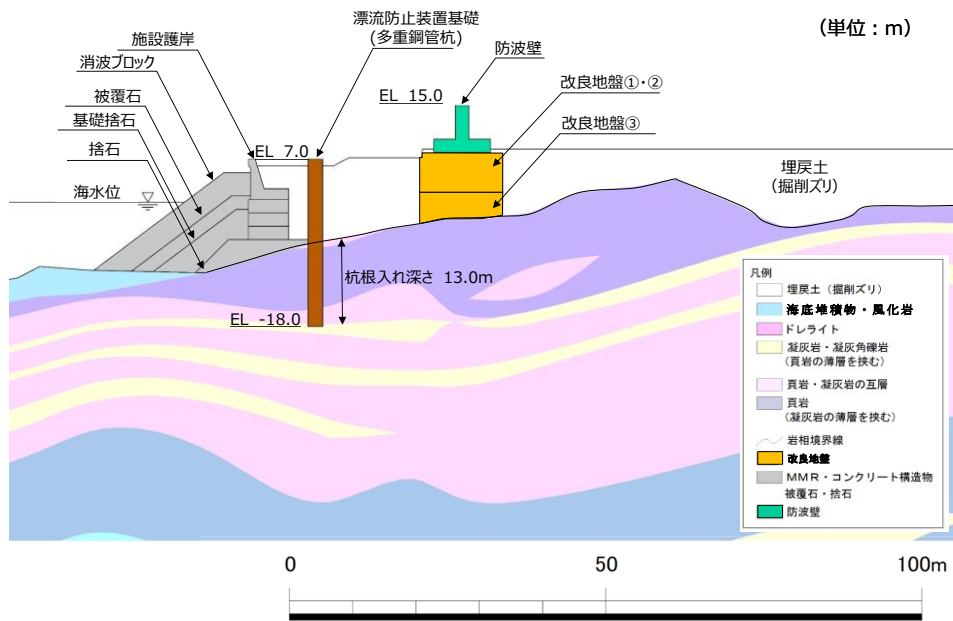 漂流防止装置基礎
(多重鋼管杭)
(単位：m)
施設護岸
防波壁
消波ブロック
改良地盤①・②
被覆石
EL 15.0
基礎捨石
改良地盤③
捨石
EL 7.0
埋戻土
(掘削ズリ)
海水位
杭根入れ深さ 13.0m
EL -18.0
凡例
埋戻土（掘削ズリ）
海底堆積物・風化岩
ドレライト
凝灰岩・凝灰角礫岩
(頁岩の薄層を挟む)
頁岩・凝灰岩の互層
頁岩
(凝灰岩の薄層を挟む)
岩相境界線
改良地盤
MMR・コンクリート構造物
被覆石・捨石
防波壁
0
50
100m